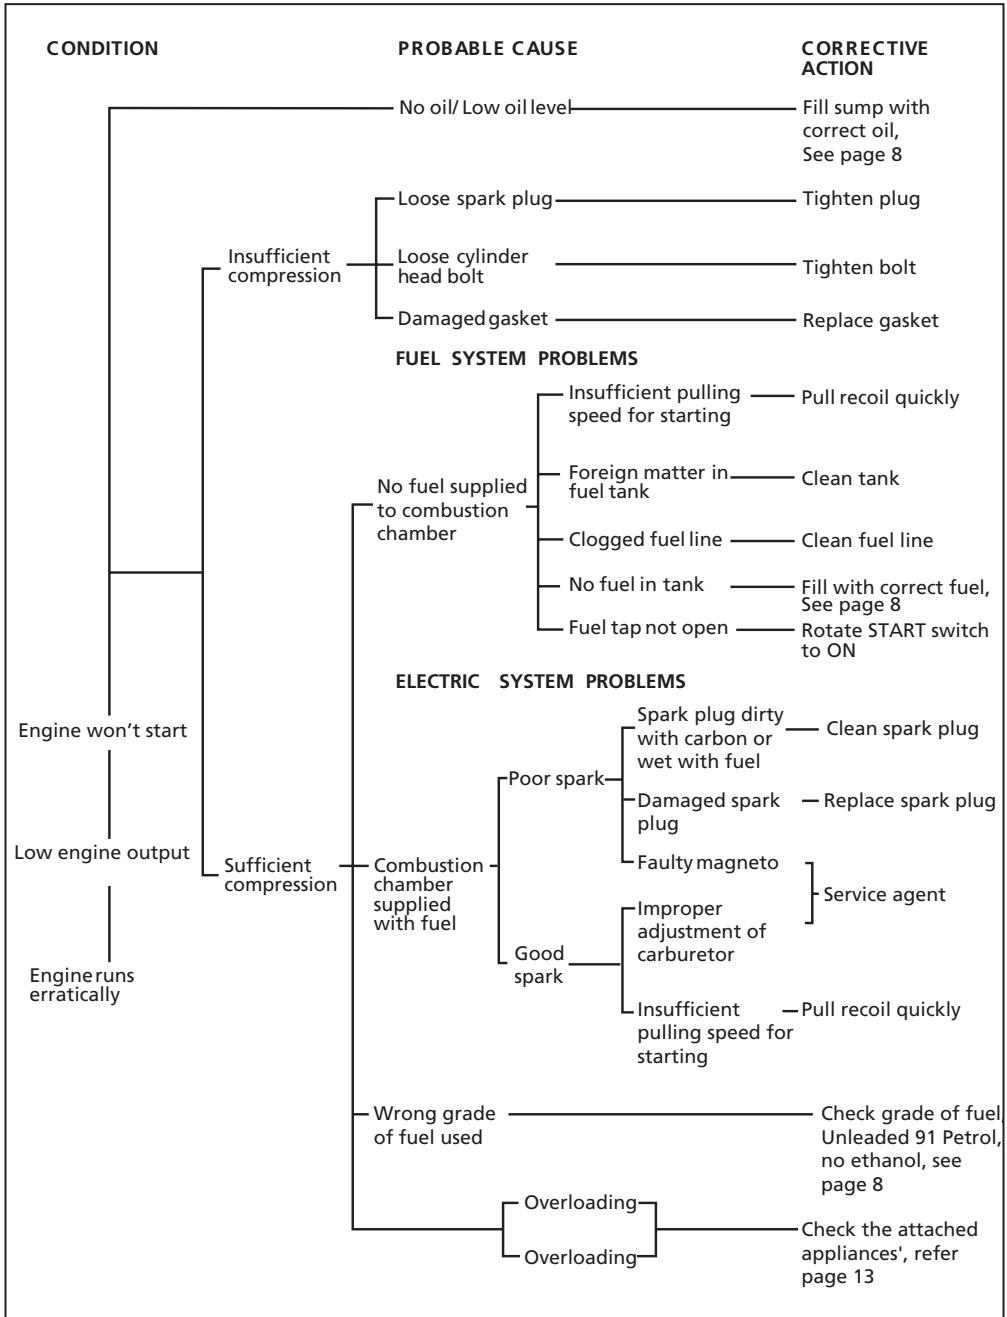 CONDITION
PROBABLE CAUSE
CORRECTIVE
ACTION
No oil/ Low oil level
Fill sump with
correct oil,
See page 8
Loose spark plug
Tighten plug
Insufficient
compression
Loose cylinder
head bolt
Tighten bolt
Damaged gasket
Replace gasket
FUEL SYSTEM PROBLEMS
Insufficient pulling
speed for starting
Pull recoil quickly
No fuel supplied
to combustion
chamber
Foreign matter in
fuel tank
Clean tank
Clogged fuel line
Clean fuel line
No fuel in tank
Fill with correct fuel,
See page 8
Fuel tap not open
Rotate START switch
to ON
ELECTRIC SYSTEM PROBLEMS
Engine won't start
Low engine output
Engine runs
erratically
Sufficient
compression
Combustion
chamber
supplied
with fuel
Poor spark
Spark plug dirty
with carbon or
wet with fuel
Clean spark plug
Damaged spark
plug
Replace spark plug
Faulty magneto
Service agent
Good
spark
Improper
adjustment of
carburetor
Insufficient
pulling speed for
starting
Pull recoil quickly
Wrong grade
of fuel used
Check grade of fuel,
Unleaded 91 Petrol,
no ethanol, see
page 8
Overloading
Overloading
Check the attached
appliances', refer
page 13